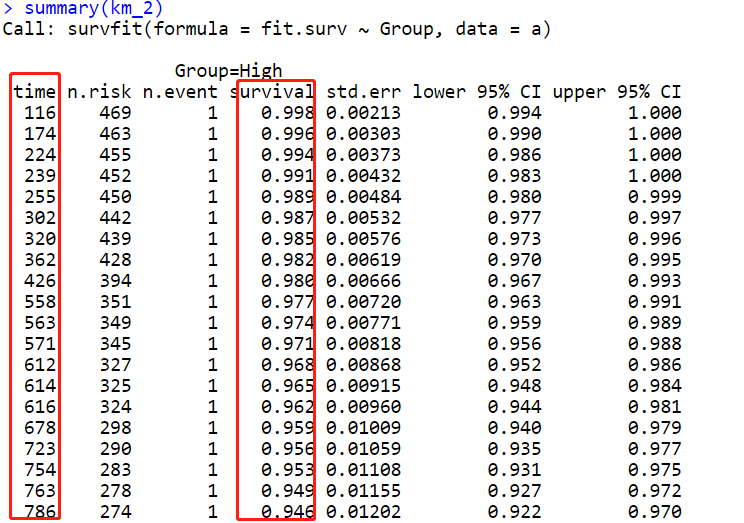 > summary(km_2)
Call: survfit(formula = fit.surv ~ Group, data = a)
Group=High
time n.risk n.event survival std.err lower 95% CI upper 95% CI
116 469 1 0.998 0.00213 0.994 1.000
174 463 1 0.996 0.00303 0.990 1.000
224 455 1 0.994 0.00373 0.986 1.000
239 452 1 0.991 0.00432 0.983 1.000
255 450 1 0.989 0.00484 0.980 0.999
302 442 1 0.987 0.00532 0.977 0.997
320 439 1 0.985 0.00576 0.973 0.996
362 428 1 0.982 0.00619 0.970 0.995
426 394 1 0.980 0.00666 0.967 0.993
558 351 1 0.977 0.00720 0.963 0.991
563 349 1 0.974 0.00771 0.959 0.989
571 345 1 0.971 0.00818 0.956 0.988
612 327 1 0.968 0.00868 0.952 0.986
614 325 1 0.965 0.00915 0.948 0.984
616 324 1 0.962 0.00960 0.944 0.981
678 298 1 0.959 0.01009 0.940 0.979
723 290 1 0.956 0.01059 0.935 0.977
754 283 1 0.953 0.01108 0.931 0.975
763 278 1 0.949 0.01155 0.927 0.972
786 274 1 0.946 0.01202 0.922 0.970